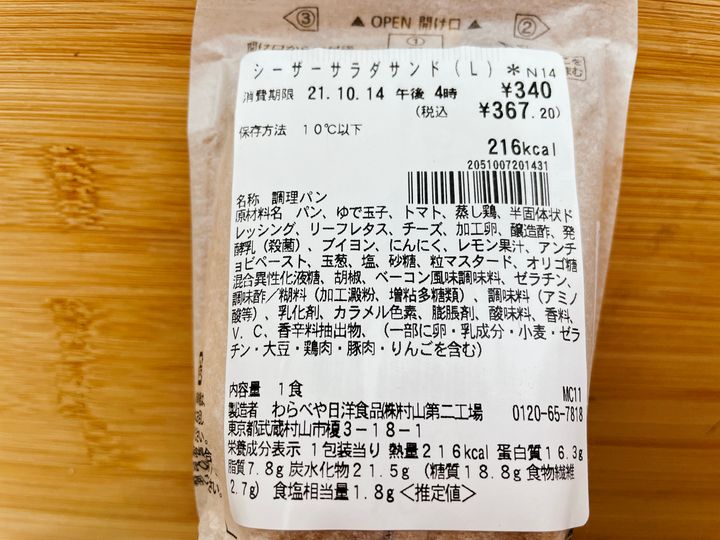 ③ ▲ OPEN 開け口 ▲ ②
①
シーザーサラダサンド(L) *N14
消費期限 21.10.14 午後 4時 ¥340
(税込 ¥367.20)
保存方法 10℃以下
216kcal
2051007201431
名称 調理パン
原材料名 パン、ゆで玉子、トマト、蒸し鶏、半固体状ド
レッシング、リーフレタス、チーズ、加工卵、醸造酢、発
酵乳(殺菌)、ブイヨン、にんにく、レモン果汁、アンチ
ョビペースト、玉葱、塩、砂糖、粒マスタード、オリゴ糖
混合異性化液糖、胡椒、ベーコン風味調味料、ゼラチン、
調味酢/糊料(加工澱粉、増粘多糖類)、調味料(アミノ
酸等)、乳化剤、カラメル色素、膨脹剤、酸味料、香料、
V.C、香辛料抽出物、(一部に卵・乳成分・小麦・ゼラ
チン・大豆・鶏肉・豚肉・りんごを含む)
内容量 1食 MC11
製造者 わらべや日洋食品㈱村山第二工場 0120-65-7818
東京都武蔵村山市榎3-18-1
栄養成分表示 1包装当り 熱量216kcal 蛋白質16.3g
脂質7.8g 炭水化物21.5g (糖質18.8g 食物繊維
2.7g) 食塩相当量1.8g <推定値>